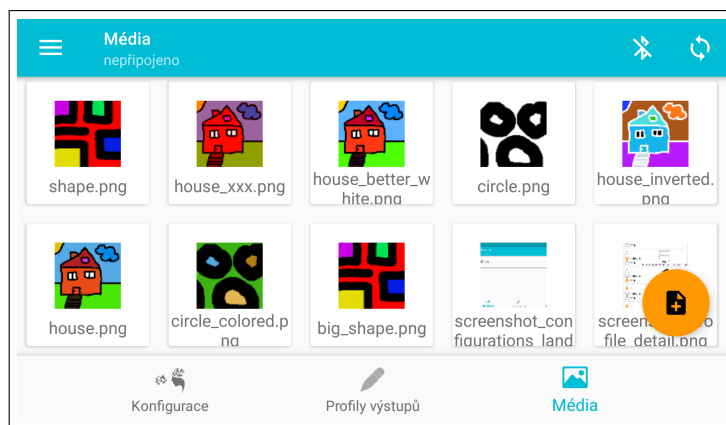 Média
nepřipojeno
shape.png
house_xxx.png
house_better_w
hite.png
circle.png
house_inverted.
png
house.png
circle_colored.p
ng
big_shape.png
screenshot_con
figurations_land
file_detail.png
Konfigurace
Profily výstupů
Média